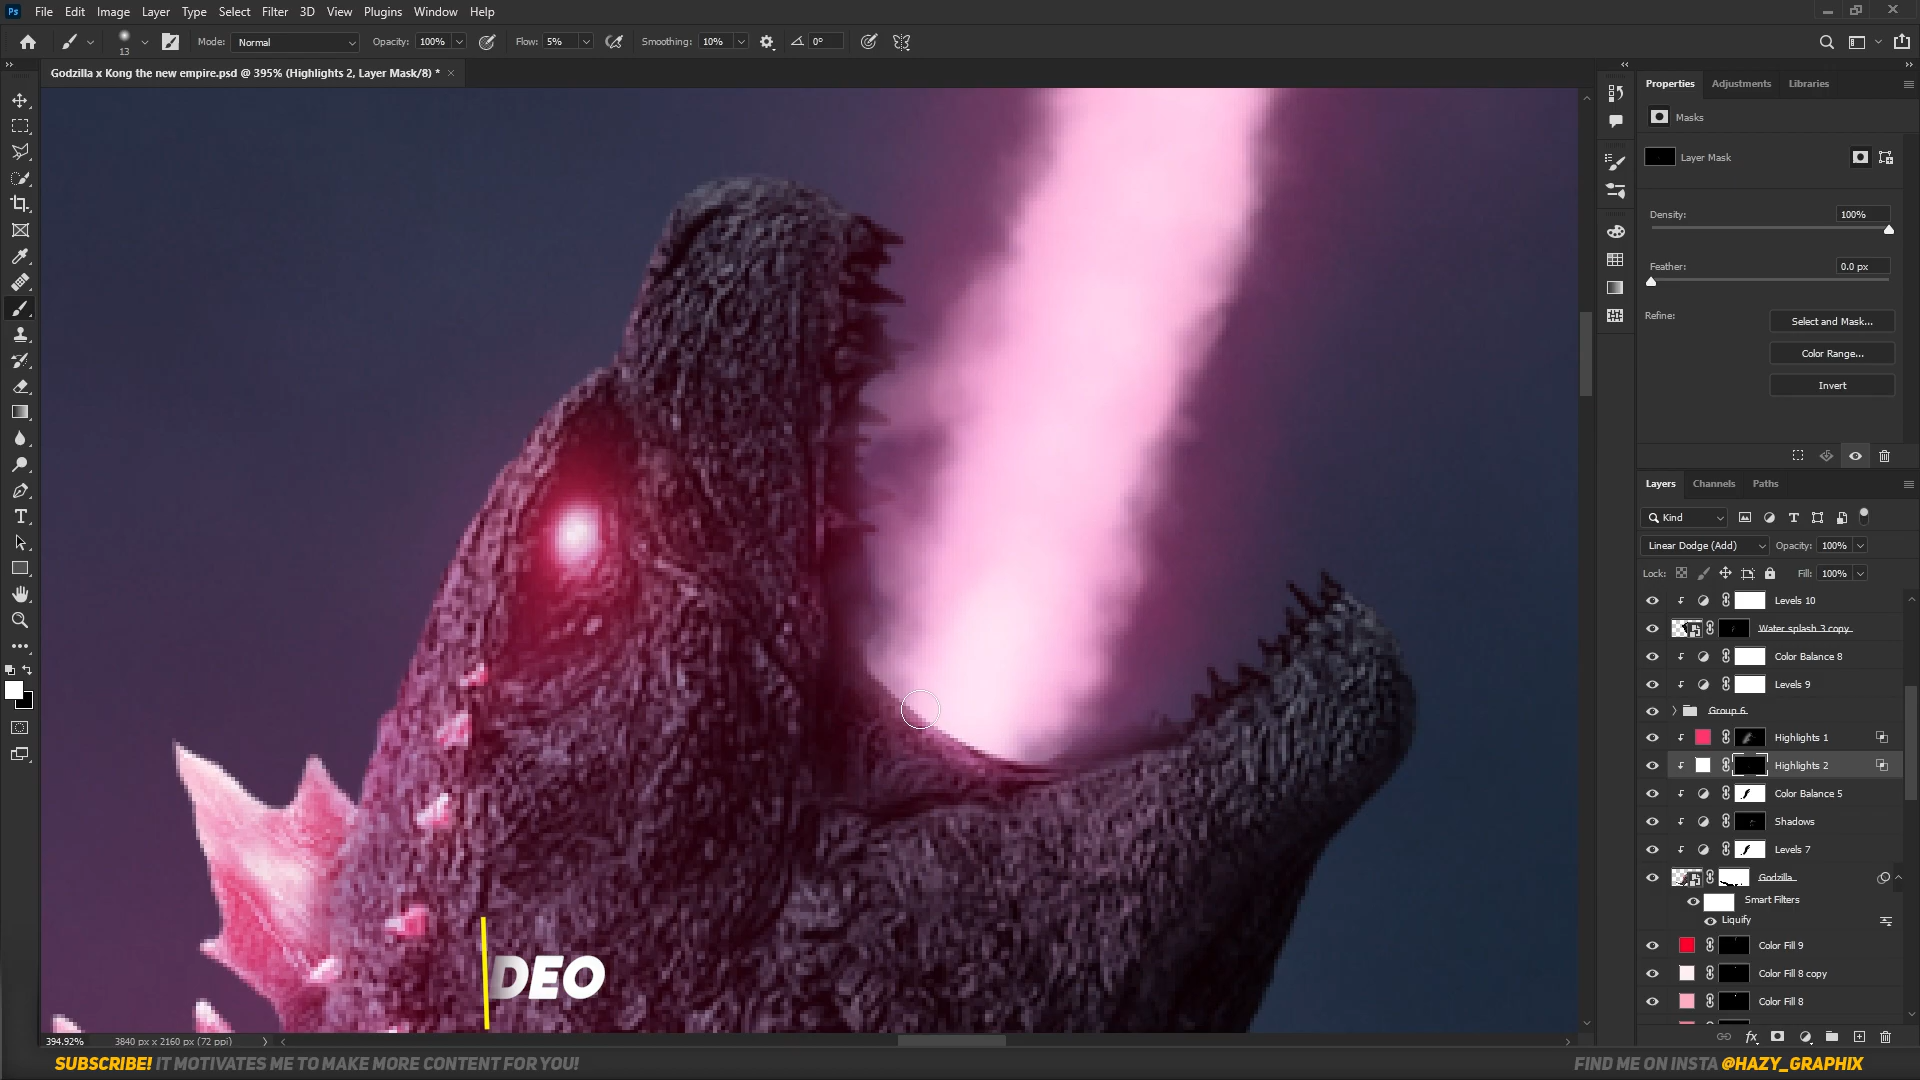 Ps File Edit Image Layer Type Select Filter 3D View Plugins Window Help
13 Mode: Normal Opacity: 100% Flow: 5% Smoothing: 10% 0°
Godzilla x Kong the new empire.psd @ 395% (Highlights 2, Layer Mask/8) *
Properties Adjustments Libraries
Masks
Layer Mask
Density: 100%
Feather: 0.0 px
Refine:
Select and Mask...
Color Range...
Invert
Layers Channels Paths
Kind
Linear Dodge (Add) Opacity: 100%
Lock: Fill: 100%
Levels 10
Water splash 3 copy
Color Balance 8
Levels 9
Group 6
Highlights 1
Highlights 2
Color Balance 5
Shadows
Levels 7
Godzilla
Smart Filters
Liquify
Color Fill 9
Color Fill 8 copy
Color Fill 8
DEO
394.92% 3840 px x 2160 px (72 ppi)
SUBSCRIBE! IT MOTIVATES ME TO MAKE MORE CONTENT FOR YOU!
FIND ME ON INSTA @HAZY_GRAPHIX